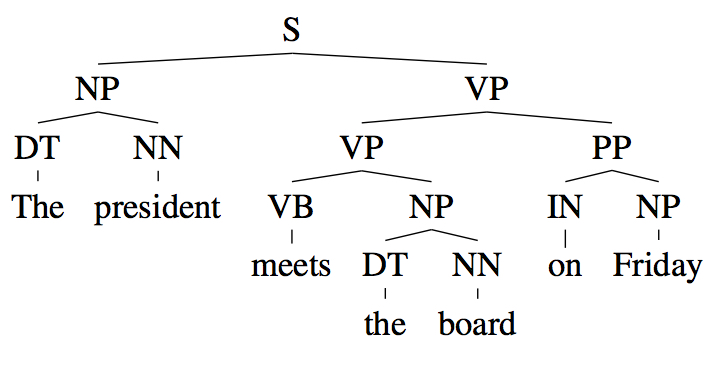 S
NP VP
DT NN VP PP
The president VB NP IN NP
meets DT NN on Friday
the board